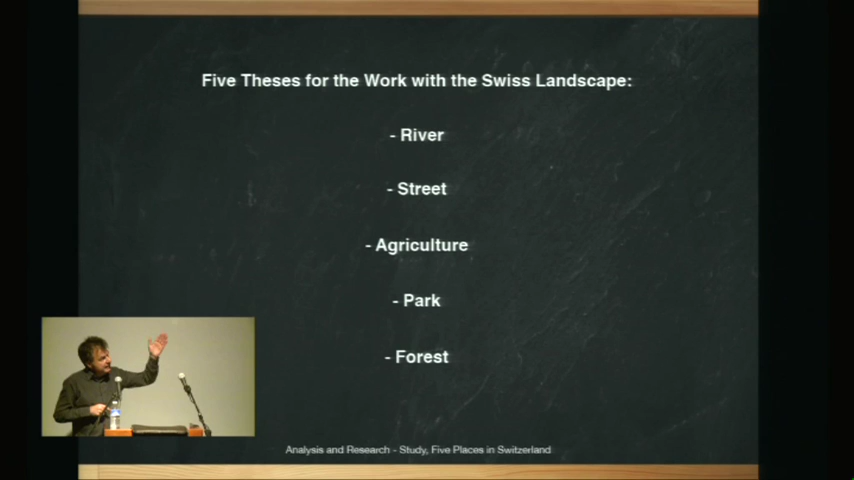 Five Theses for the Work with the Swiss Landscape:
- River
- Street
- Agriculture
- Park
- Forest
Analysis and Research - Study, Five Places in Switzerland